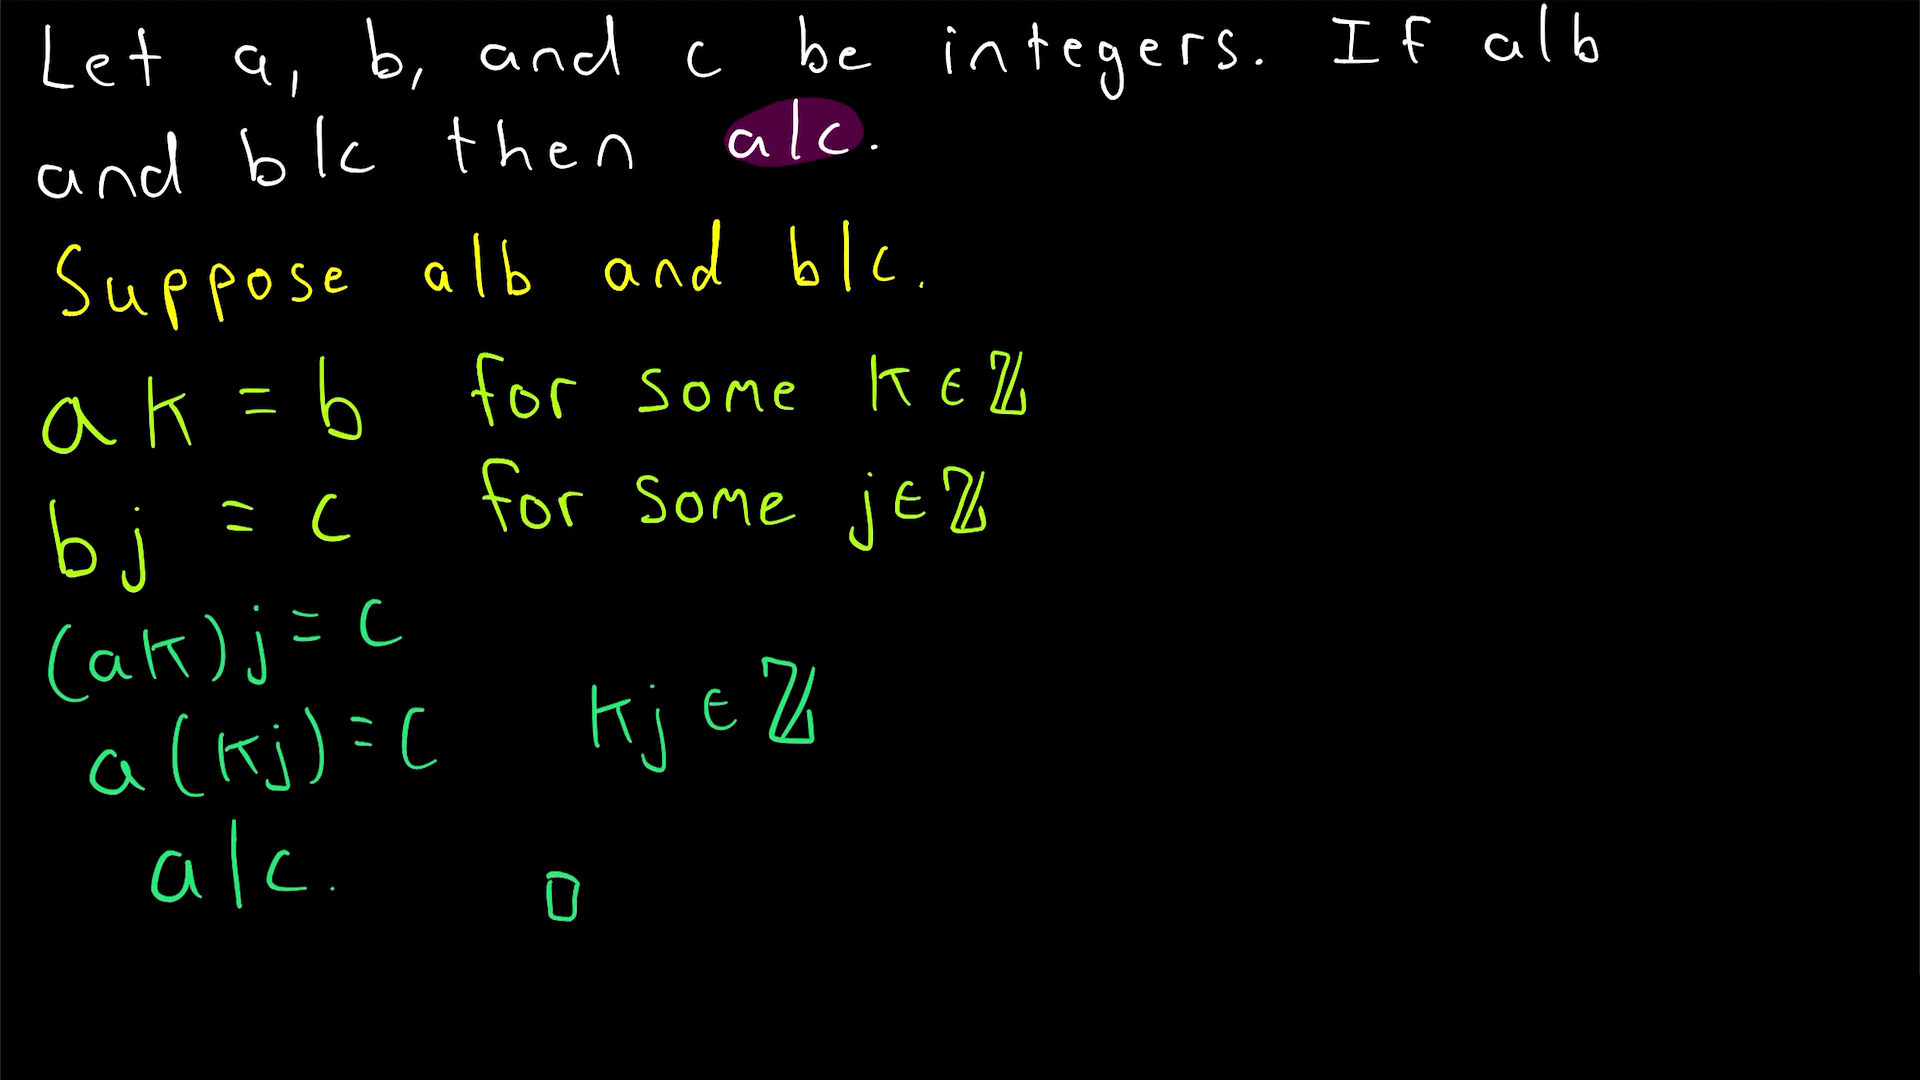 Let a, b, and c be integers. If a|b
and b|c then a|c.
Suppose a|b and b|c.
ak = b for some k∈ℤ
bj = c for some j∈ℤ
(ak)j = c
a(kj) = c kj∈ℤ
a|c. □